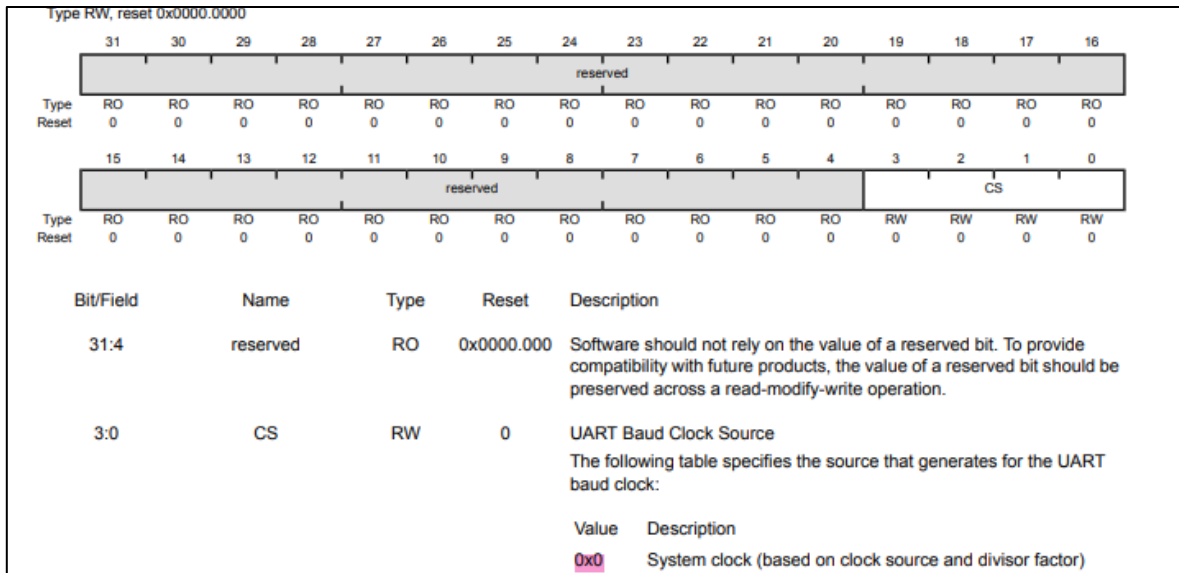 Type RW, reset 0x0000.0000
31 30 29 28 27 26 25 24 23 22 21 20 19 18 17 16
reserved
Type RO RO RO RO RO RO RO RO RO RO RO RO RO RO RO RO
Reset 0 0 0 0 0 0 0 0 0 0 0 0 0 0 0 0
15 14 13 12 11 10 9 8 7 6 5 4 3 2 1 0
reserved CS
Type RO RO RO RO RO RO RO RO RO RO RO RO RW RW RW RW
Reset 0 0 0 0 0 0 0 0 0 0 0 0 0 0 0 0
Bit/Field Name Type Reset Description
31:4 reserved RO 0x0000.000 Software should not rely on the value of a reserved bit. To provide
compatibility with future products, the value of a reserved bit should be
preserved across a read-modify-write operation.
3:0 CS RW 0 UART Baud Clock Source
The following table specifies the source that generates for the UART
baud clock:
Value Description
0x0 System clock (based on clock source and divisor factor)